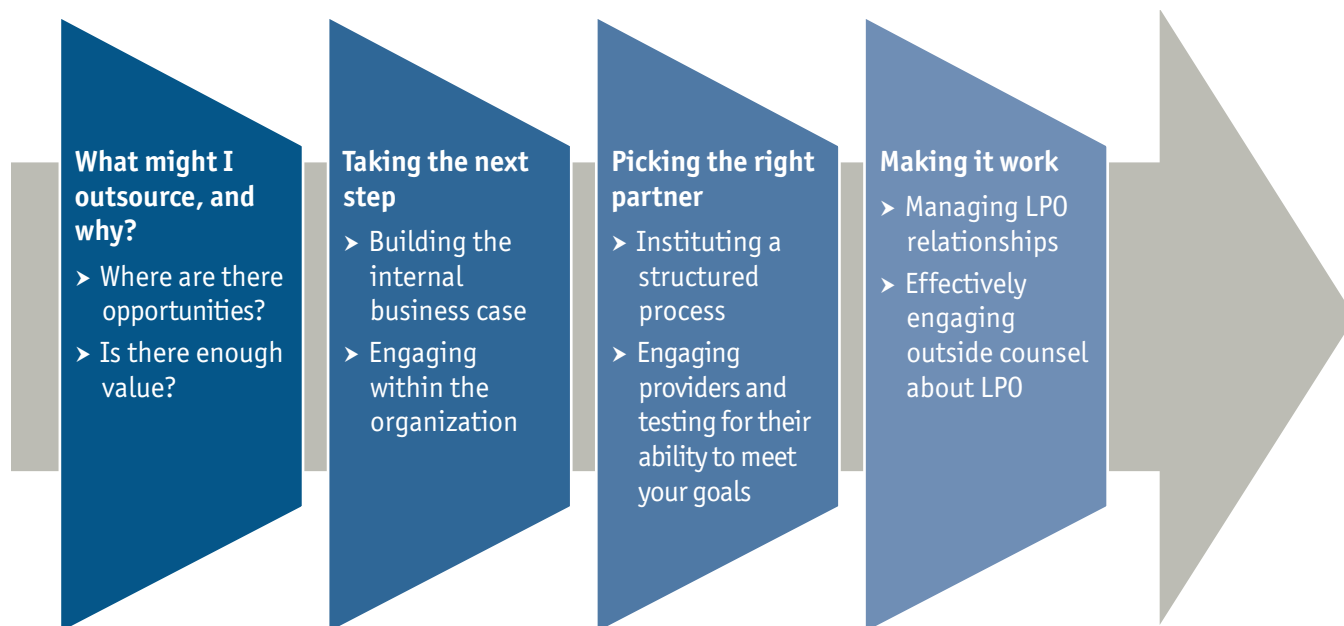 What might I
outsource, and
why?
➤ Where are there
opportunities?
➤ Is there enough
value?
Taking the next
step
➤ Building the
internal
business case
➤ Engaging
within the
organization
Picking the right
partner
➤ Instituting a
structured
process
➤ Engaging
providers and
testing for their
ability to meet
your goals
Making it work
➤ Managing LPO
relationships
➤ Effectively
engaging
outside counsel
about LPO